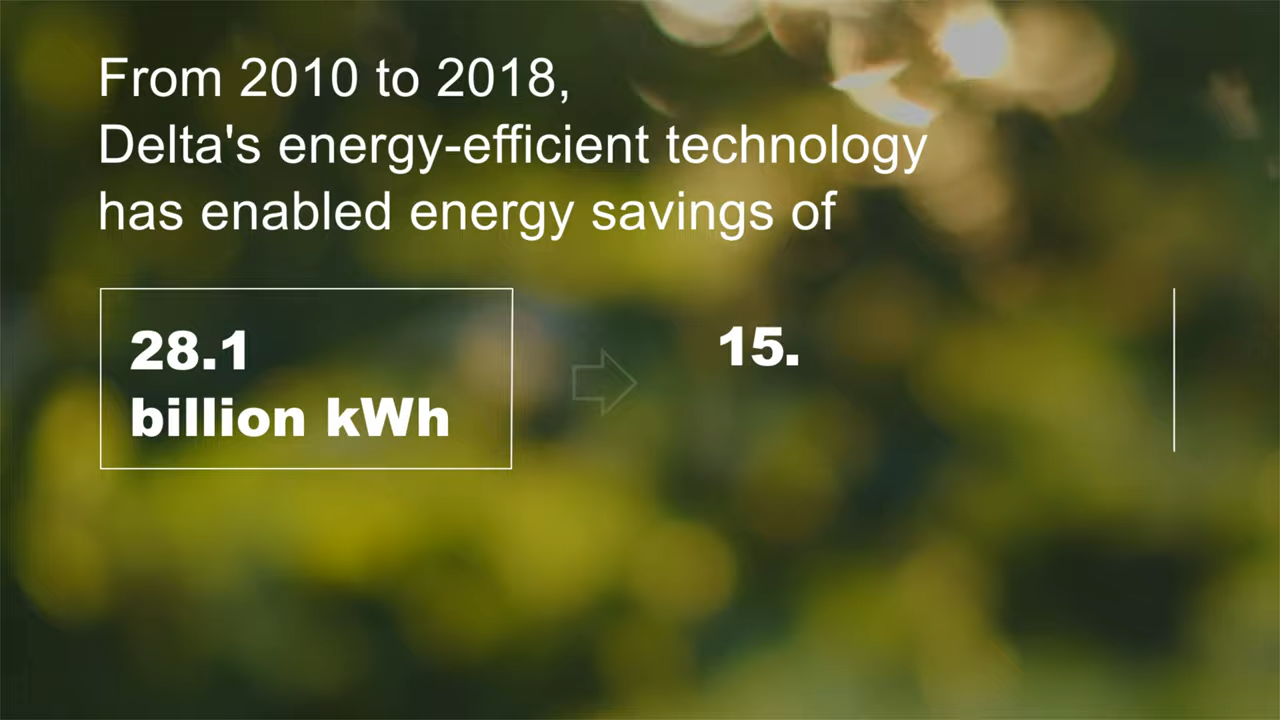 From 2010 to 2018,
Delta's energy-efficient technology
has enabled energy savings of
28.1
billion kWh
15.